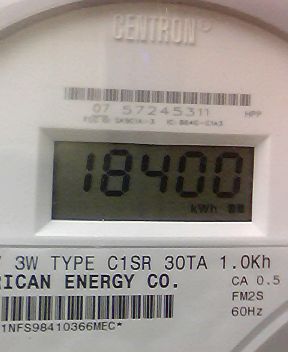 CENTRON®
07 57245311 HPP
18400
kWh
3W TYPE C1SR 30TA 1.0Kh
RICAN ENERGY CO. CA 0.5
FM2S
60Hz
1NFS98410366MEC*